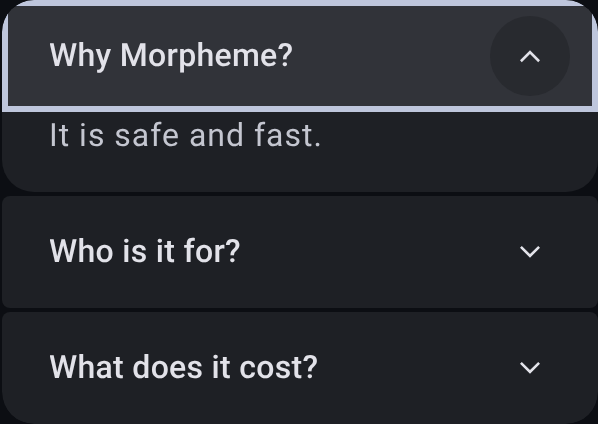 Why Morpheme?
It is safe and fast.
Who is it for?
What does it cost?